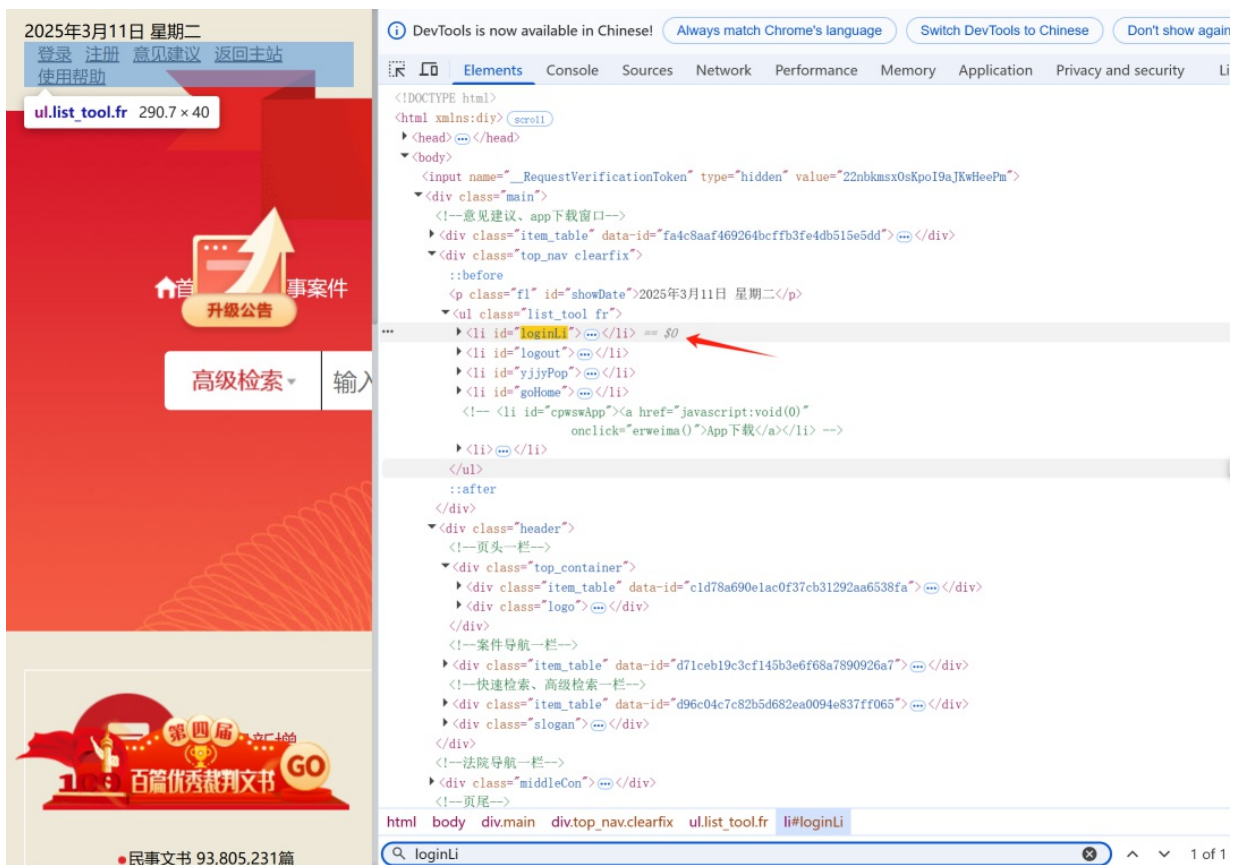 2025年3月11日 星期二
登录 注册 意见建议 返回主站
使用帮助
ul.list_tool.fr 290.7 × 40
首
事案件
升级公告
高级检索
输入
第四届
百篇优秀裁判文书
GO
民事文书 93,805,231篇
DevTools is now available in Chinese! Always match Chrome's language Switch DevTools to Chinese Don't show again
Elements Console Sources Network Performance Memory Application Privacy and security Li
<!DOCTYPE html>
<html xmlns:diy> scroll
<head> … </head>
<body>
<input name="__RequestVerificationToken" type="hidden" value="22nbkmsxOsKpoI9aJKwHeePm">
<div class="main">
<!--意见建议、app下载窗口-->
<div class="item_table" data-id="fa4c8aaf469264bcffb3fe4db515e5dd"> … </div>
<div class="top_nav clearfix">
::before
<p class="fl" id="showDate">2025年3月11日 星期二</p>
<ul class="list_tool fr">
… <li id="loginLi"> … </li> == $0
<li id="logout"> … </li>
<li id="yjjyPop"> … </li>
<li id="goHome"> … </li>
<!-- <li id="cpwswApp"><a href="javascript:void(0)"
onclick="erweima()">App下载</a></li> -->
<li> … </li>
</ul>
::after
</div>
<div class="header">
<!--页头一栏-->
<div class="top_container">
<div class="item_table" data-id="c1d78a690e1ac0f37cb31292aa6538fa"> … </div>
<div class="logo"> … </div>
</div>
<!--案件导航一栏-->
<div class="item_table" data-id="d71ceb19c3cf145b3e6f68a7890926a7"> … </div>
<!--快速检索、高级检索一栏-->
<div class="item_table" data-id="d96c04c7c82b5d682ea0094e837ff065"> … </div>
<div class="slogan"> … </div>
</div>
<!--法院导航一栏-->
<div class="middleCon"> … </div>
<!--页尾-->
html body div.main div.top_nav.clearfix ul.list_tool.fr li#loginLi
loginLi 1 of 1